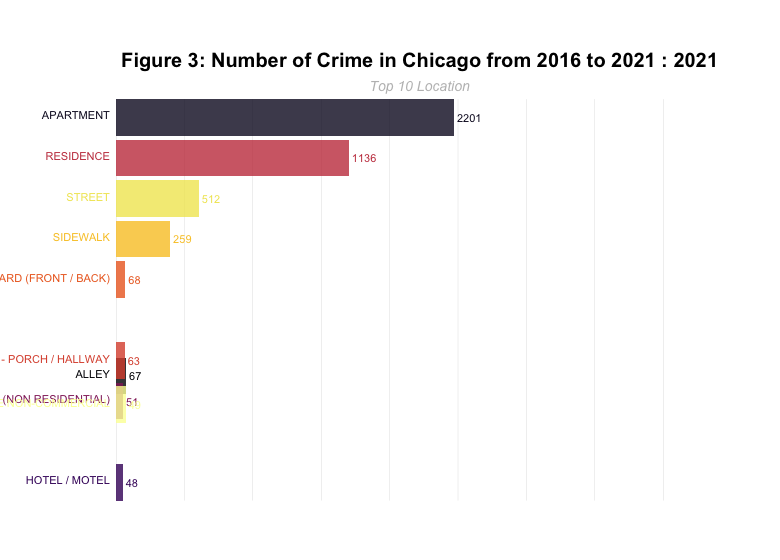 Figure 3: Number of Crime in Chicago from 2016 to 2021 : 2021
Top 10 Location
APARTMENT 2201
RESIDENCE 1136
STREET 512
SIDEWALK 259
ARD (FRONT / BACK) 68
- PORCH / HALLWAY 63
ALLEY 67
(NON RESIDENTIAL) 51
HOTEL / MOTEL 48